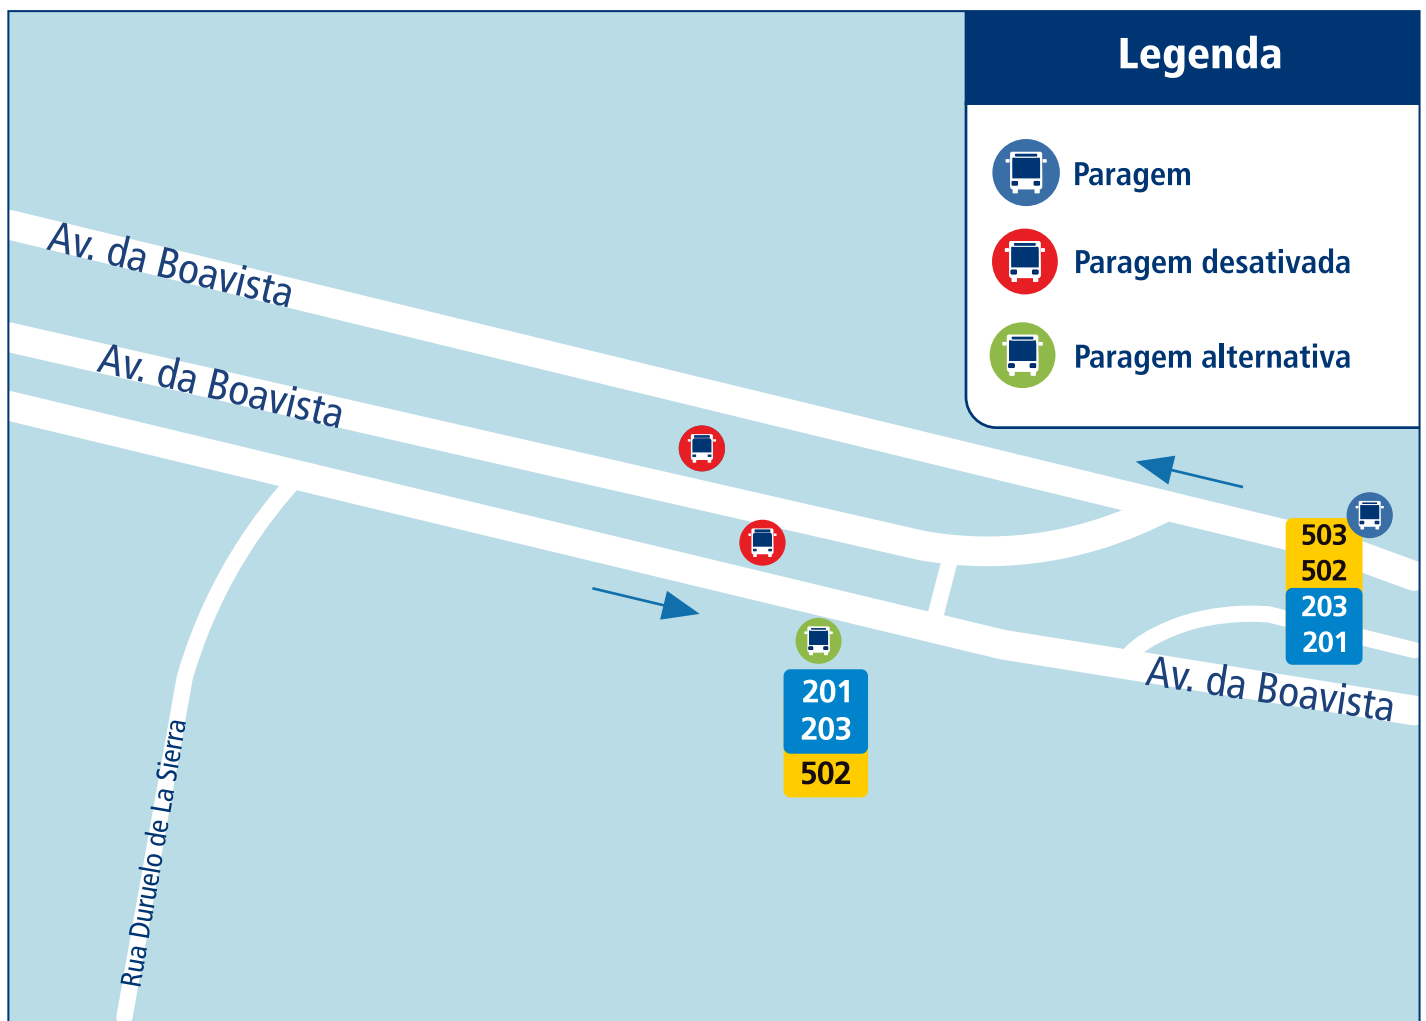 Legenda
Paragem
Paragem desativada
Paragem alternativa
Av. da Boavista
Av. da Boavista
503
502
203
201
Av. da Boavista
201
203
502
Rua Duruelo de La Sierra